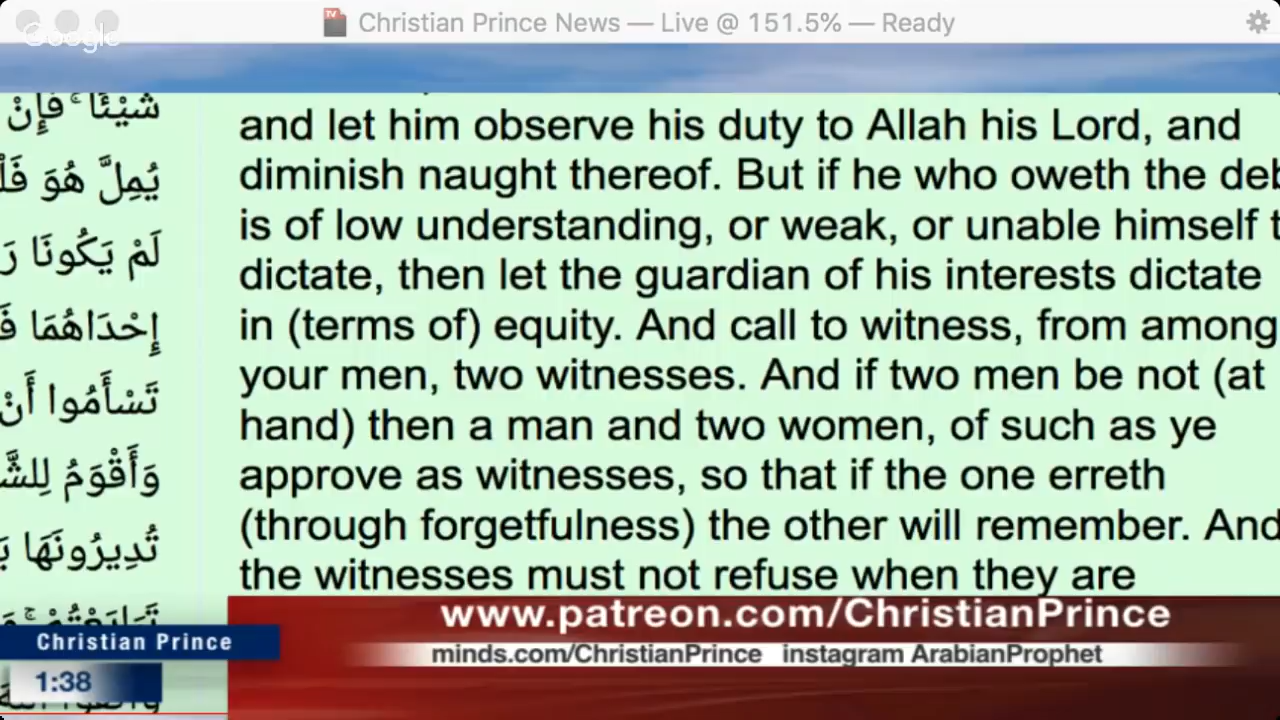 Christian Prince News — Live @ 151.5% — Ready
Google
and let him observe his duty to Allah his Lord, and
diminish naught thereof. But if he who oweth the deb
is of low understanding, or weak, or unable himself t
dictate, then let the guardian of his interests dictate
in (terms of) equity. And call to witness, from among
your men, two witnesses. And if two men be not (at
hand) then a man and two women, of such as ye
approve as witnesses, so that if the one erreth
(through forgetfulness) the other will remember. And
the witnesses must not refuse when they are
شَيْئًا ۚ فَإِنْ
يُمِلَّ هُوَ
لَمْ يَكُونَا
إِحْدَاهُمَا
تَسْأَمُوا أَنْ
وَأَقْوَمُ
تُدِيرُونَهَا
www.patreon.com/ChristianPrince
minds.com/ChristianPrince instagram ArabianProphet
Christian Prince
1:38